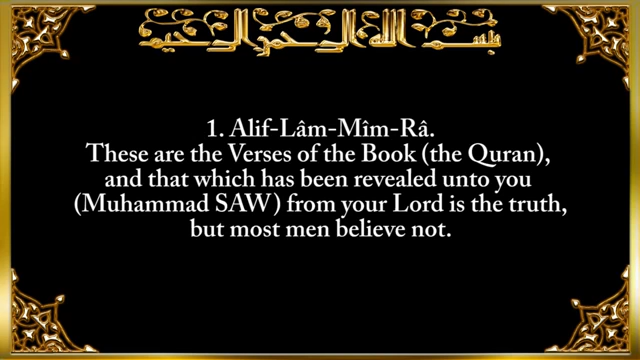 بسم الله الرحمن الرحيم
1. Alif-Lâm-Mîm-Râ.
These are the Verses of the Book (the Quran),
and that which has been revealed unto you
(Muhammad SAW) from your Lord is the truth,
but most men believe not.